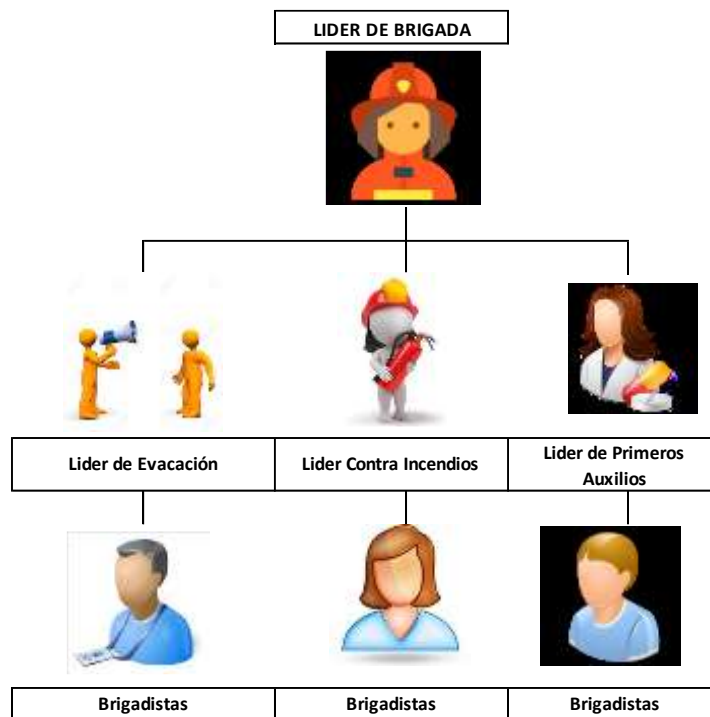 LIDER DE BRIGADA
Lider de Evacación
Lider Contra Incendios
Lider de Primeros
Auxilios
Brigadistas
Brigadistas
Brigadistas